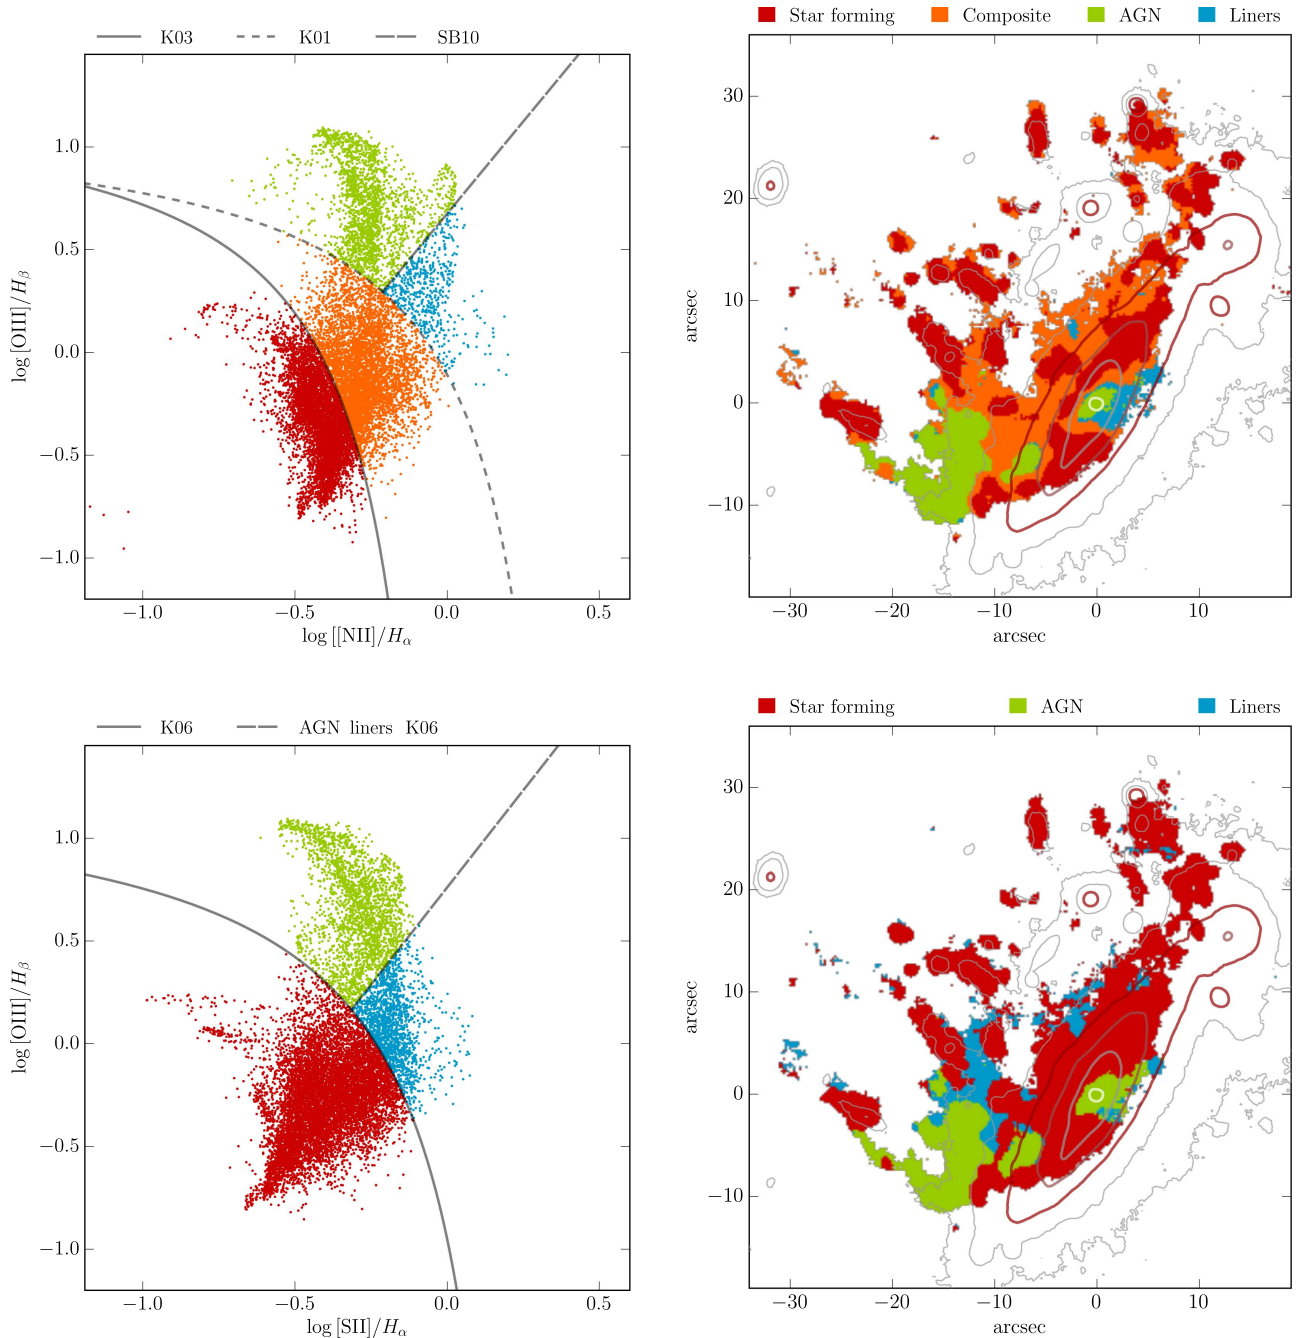 K03 K01 SB10
1.0
0.5
0.0
−0.5
−1.0
log [OIII]/Hβ
−1.0 −0.5 0.0 0.5
log [[NII]/Hα
Star forming Composite AGN Liners
30
20
10
0
−10
arcsec
−30 −20 −10 0 10
arcsec
K06 AGN liners K06
1.0
0.5
0.0
−0.5
−1.0
log [OIII]/Hβ
−1.0 −0.5 0.0 0.5
log [SII]/Hα
Star forming AGN Liners
30
20
10
0
−10
arcsec
−30 −20 −10 0 10
arcsec